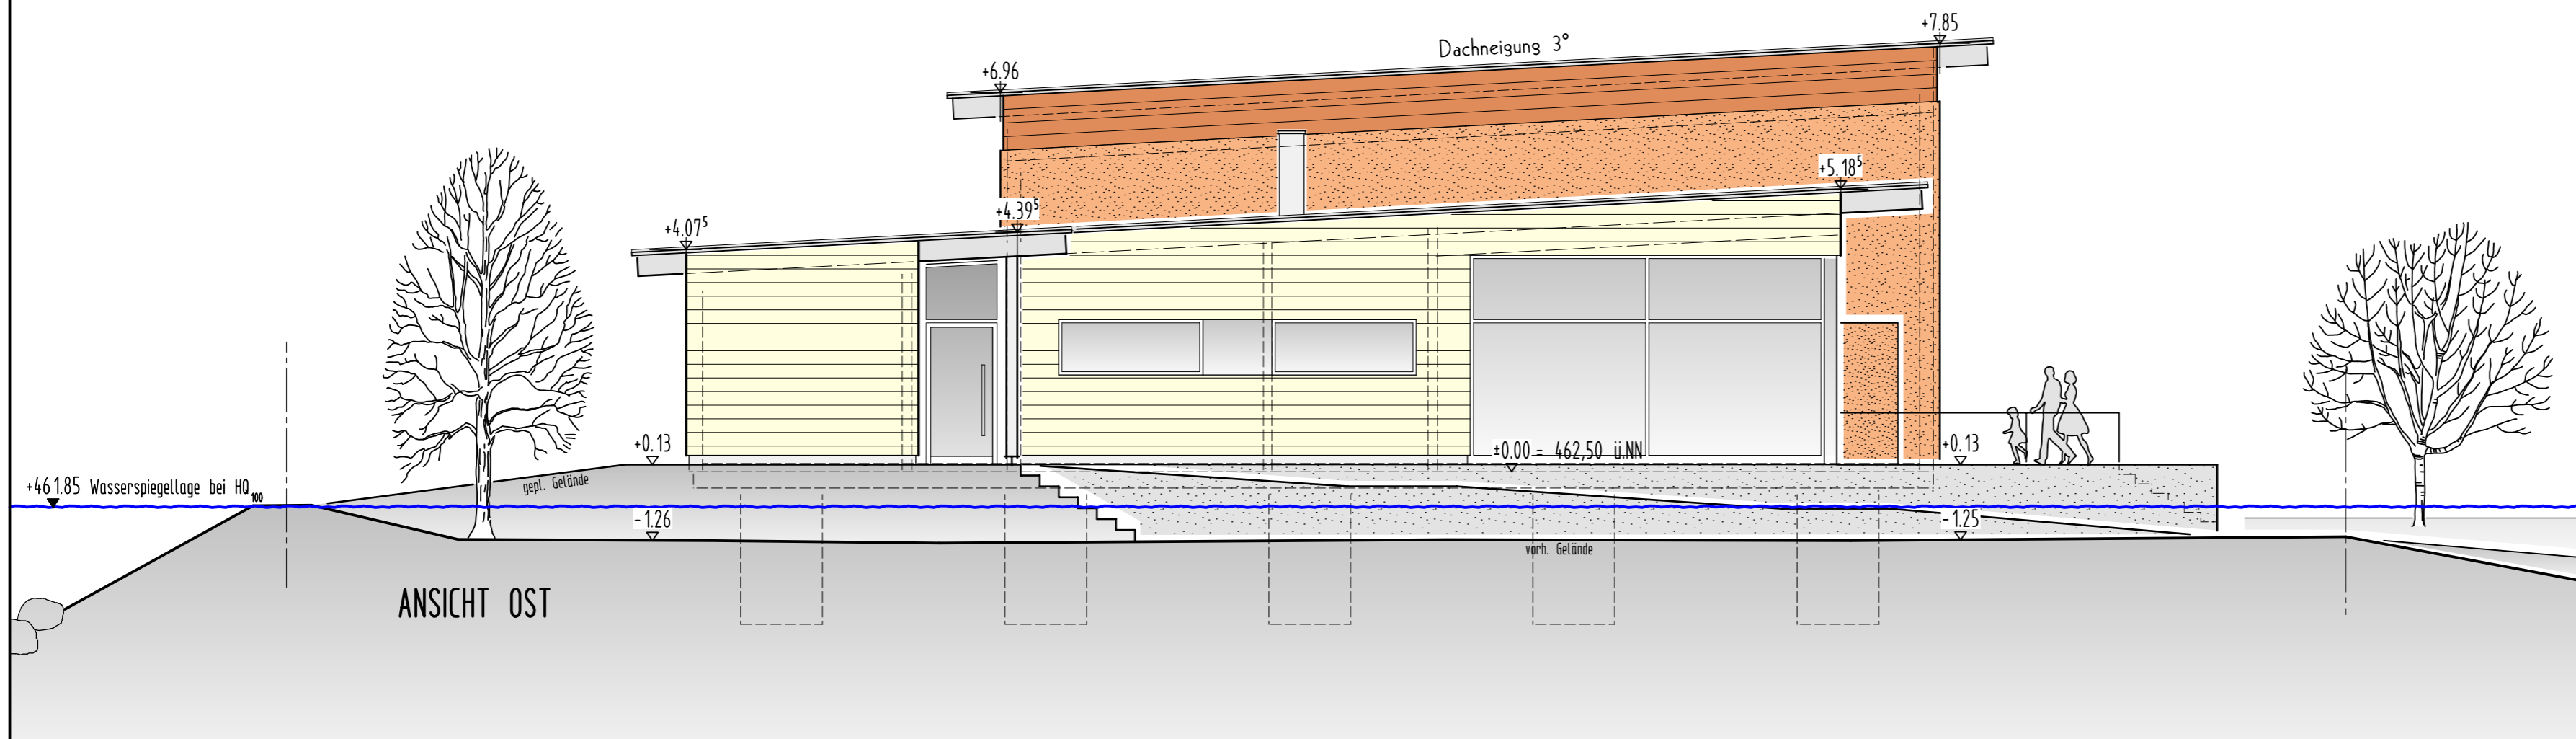 +7.85
Dachneigung 3°
+6.96
+5.18⁵
+4.39⁵
+4.07⁵
+0.13
±0.00 = 462,50 ü.NN
+0.13
gepl. Gelände
+461.85 Wasserspiegellage bei HQ₁₀₀
-1.26
-1.25
vorh. Gelände
ANSICHT OST